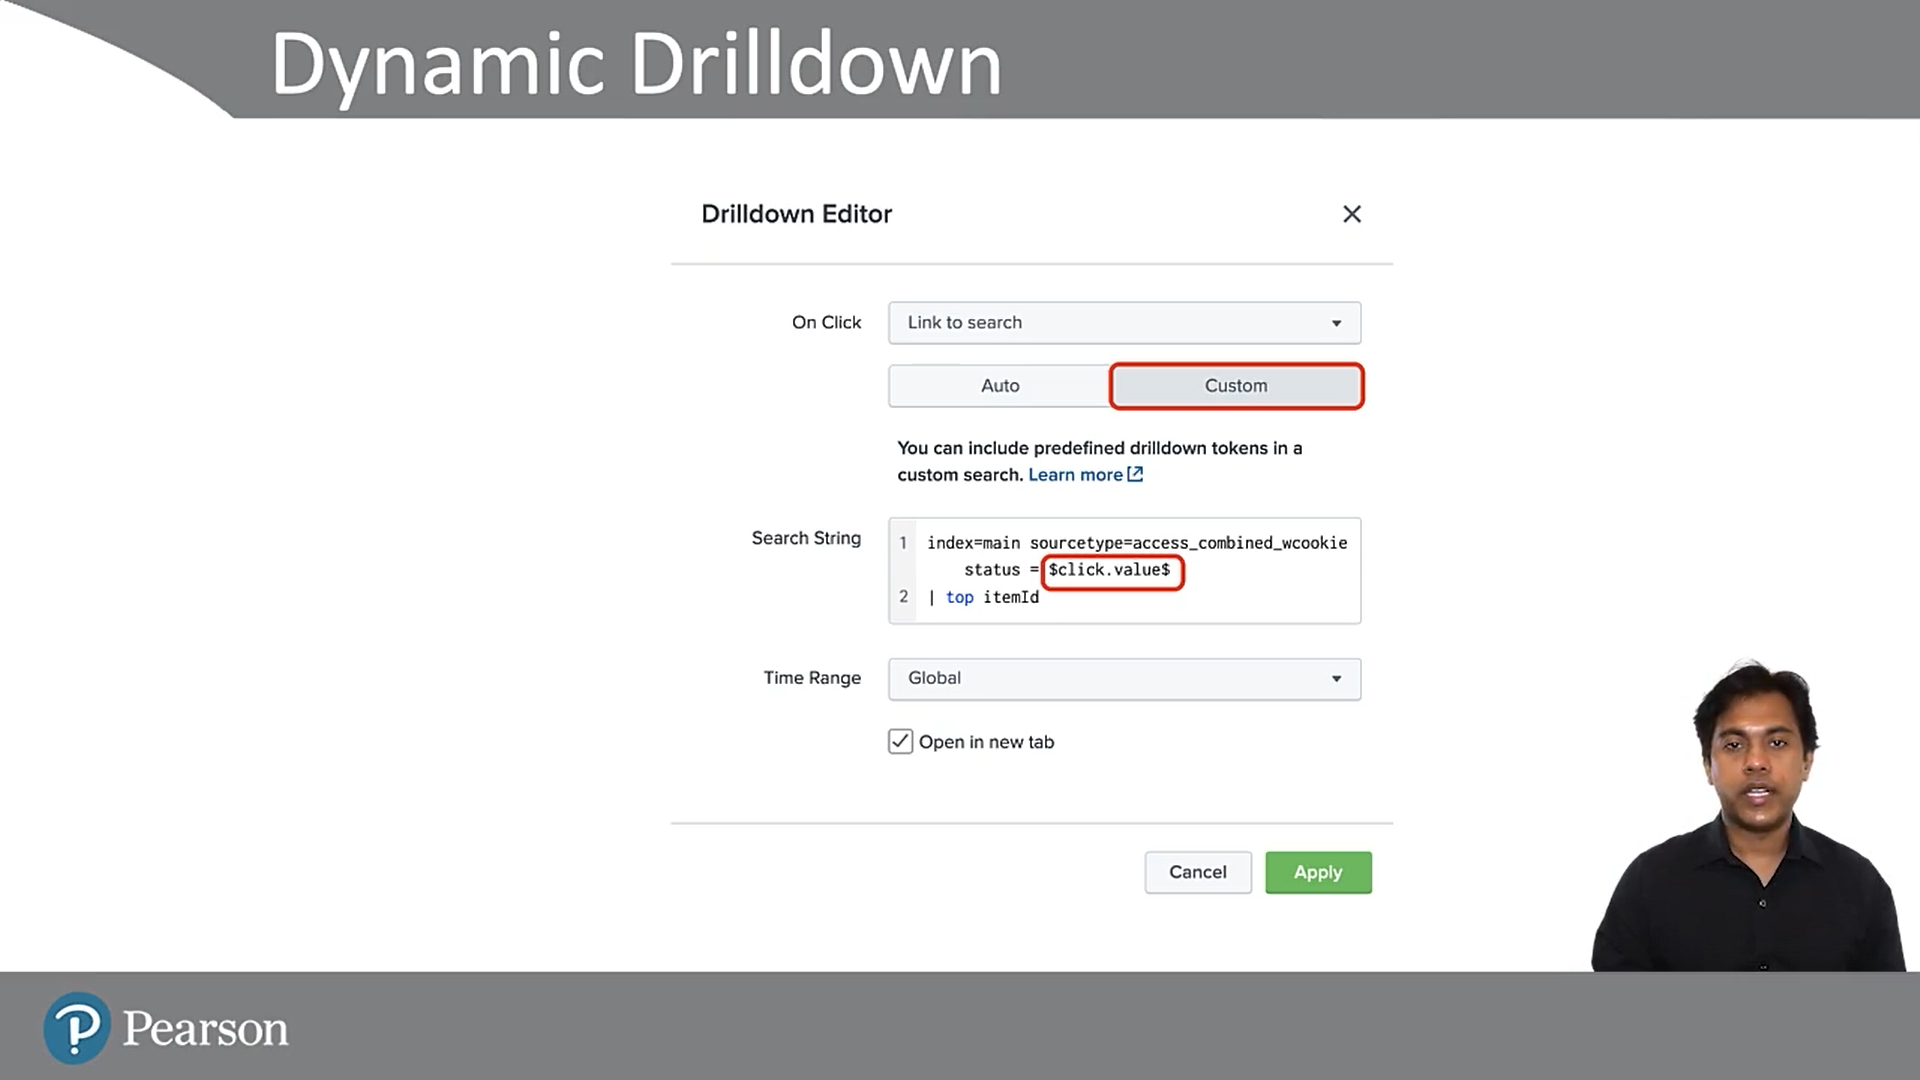 Dynamic Drilldown
Drilldown Editor
On Click
Link to search
Auto
Custom
You can include predefined drilldown tokens in a
custom search. Learn more
Search String
1 index=main sourcetype=access_combined_wcookie
status = $click.value$
2 | top itemId
Time Range
Global
Open in new tab
Cancel
Apply
Pearson